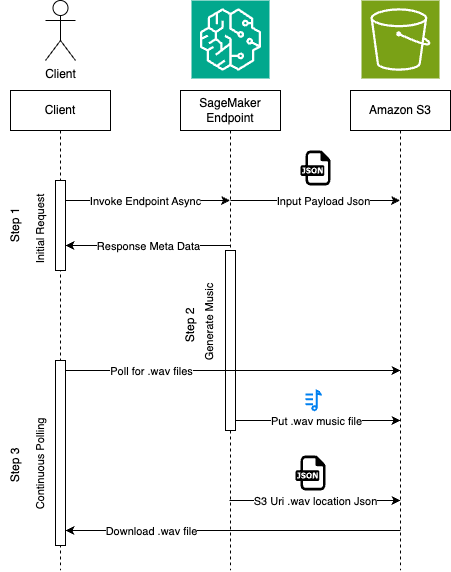 Client
Client
SageMaker
Endpoint
Amazon S3
JSON
Step 1
Initial Request
Invoke Endpoint Async
Input Payload Json
Response Meta Data
Step 2
Generate Music
Poll for .wav files
Put .wav music file
Step 3
Continuous Polling
JSON
S3 Uri .wav location Json
Download .wav file